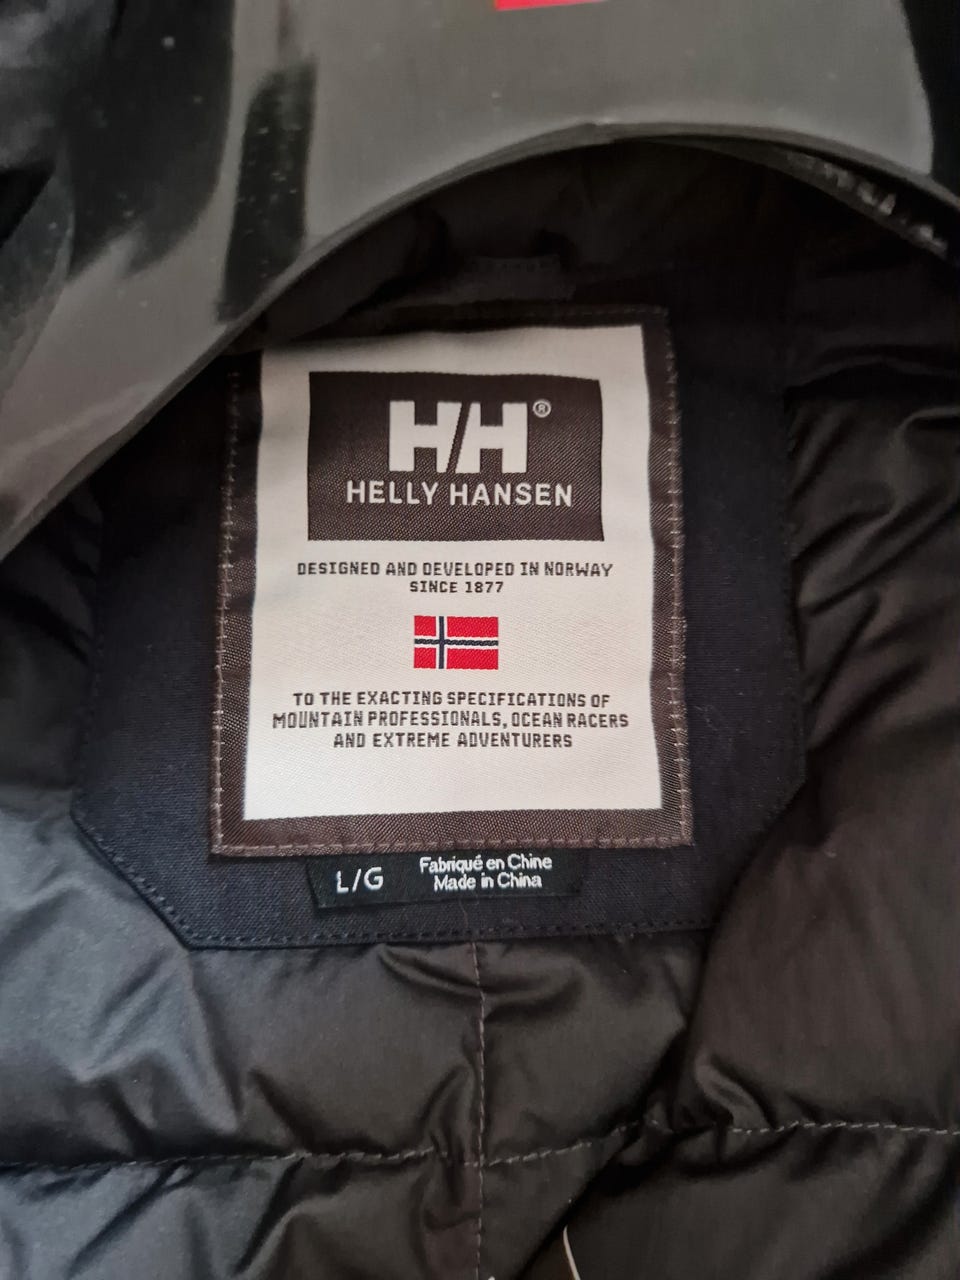 HH®
HELLY HANSEN
DESIGNED AND DEVELOPED IN NORWAY
SINCE 1877
TO THE EXACTING SPECIFICATIONS OF
MOUNTAIN PROFESSIONALS, OCEAN RACERS
AND EXTREME ADVENTURERS
L/G
Fabriqué en Chine
Made in China